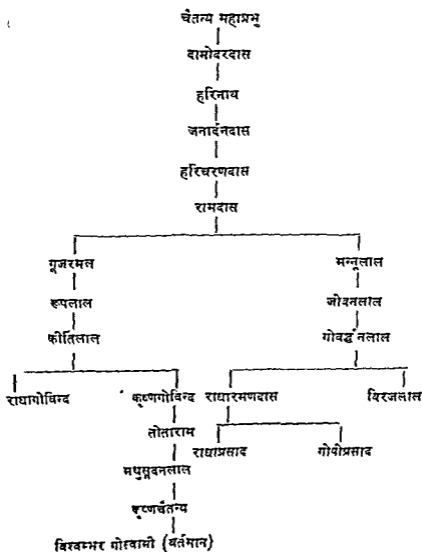 चैतन्य महाप्रभु
दामोदरदास
हरिनाथ
जनार्दनदास
हरिचरणदास
रामदास
गूजरमल मन्नूलाल
रूपलाल जीवनलाल
कीर्तिलाल गोवर्द्धनलाल
राधागोविन्द कृष्णगोविन्द राधारमणदास विरजलाल
तोताराम राधाप्रसाद गोपीप्रसाद
मधुसूदनलाल
कृष्णचैतन्य
विश्वम्भर गोस्वामी (वर्तमान)